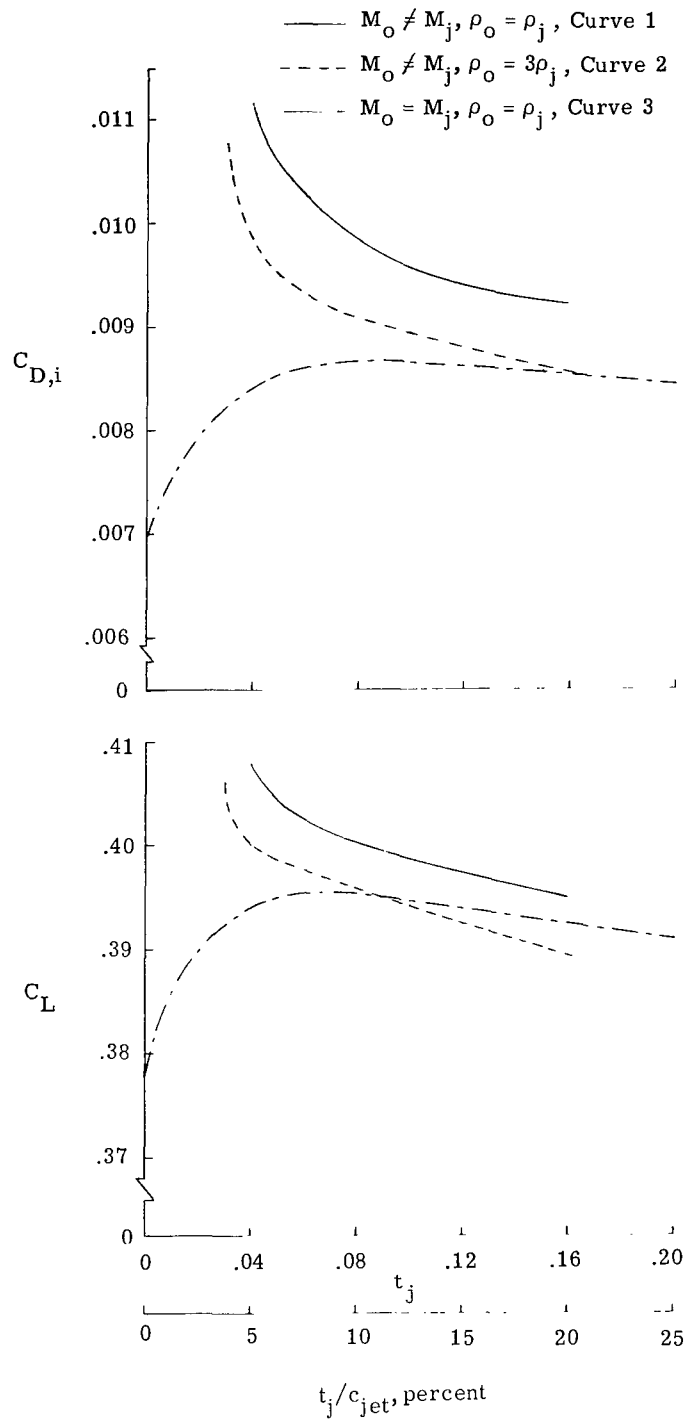 M_o ≠ M_j, ρ_o = ρ_j , Curve 1
M_o ≠ M_j, ρ_o = 3ρ_j , Curve 2
M_o = M_j, ρ_o = ρ_j , Curve 3
.011
.010
.009
C_D,i
.008
.007
.006
0
.41
.40
.39
C_L
.38
.37
0
0 .04 .08 .12 .16 .20
t_j
0 5 10 15 20 25
t_j/c_jet, percent